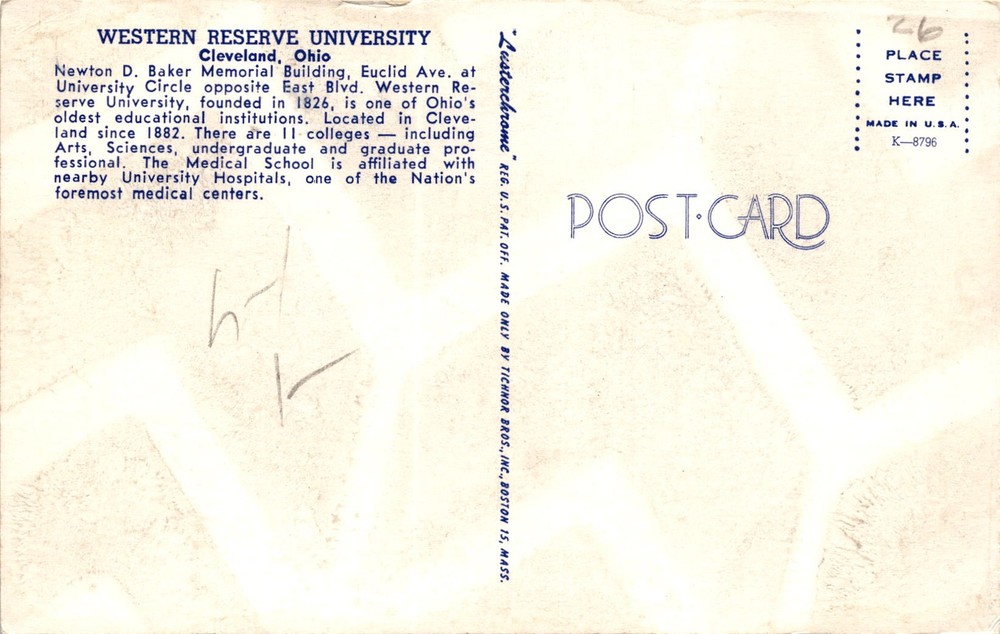 WESTERN RESERVE UNIVERSITY
Cleveland, Ohio
Newton D. Baker Memorial Building, Euclid Ave. at
University Circle opposite East Blvd. Western Re-
serve University, founded in 1826, is one of Ohio's
oldest educational institutions. Located in Cleve-
land since 1882. There are 11 colleges — including
Arts, Sciences, undergraduate and graduate pro-
fessional. The Medical School is affiliated with
nearby University Hospitals, one of the Nation's
foremost medical centers.
"Lusterchrome" REG. U.S. PAT. OFF. MADE ONLY BY TICHNOR BROS., INC., BOSTON 15, MASS.
26
PLACE
STAMP
HERE
MADE IN U.S.A.
K—8796
POST·CARD